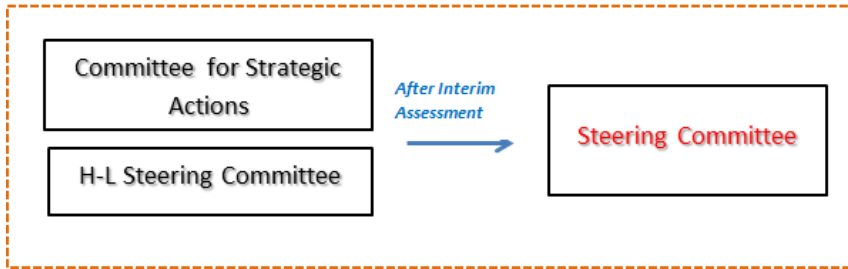 Committee for Strategic
Actions
H-L Steering Committee
After Interim
Assessment
Steering Committee